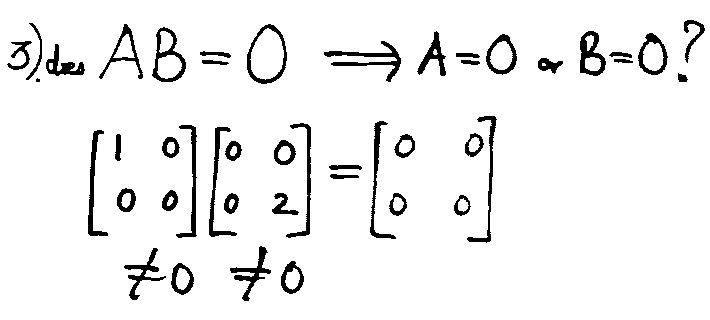 3) does AB = 0 ⟹ A=0 or B=0?
[1 0; 0 0] [0 0; 0 2] = [0 0; 0 0]
≠0 ≠0